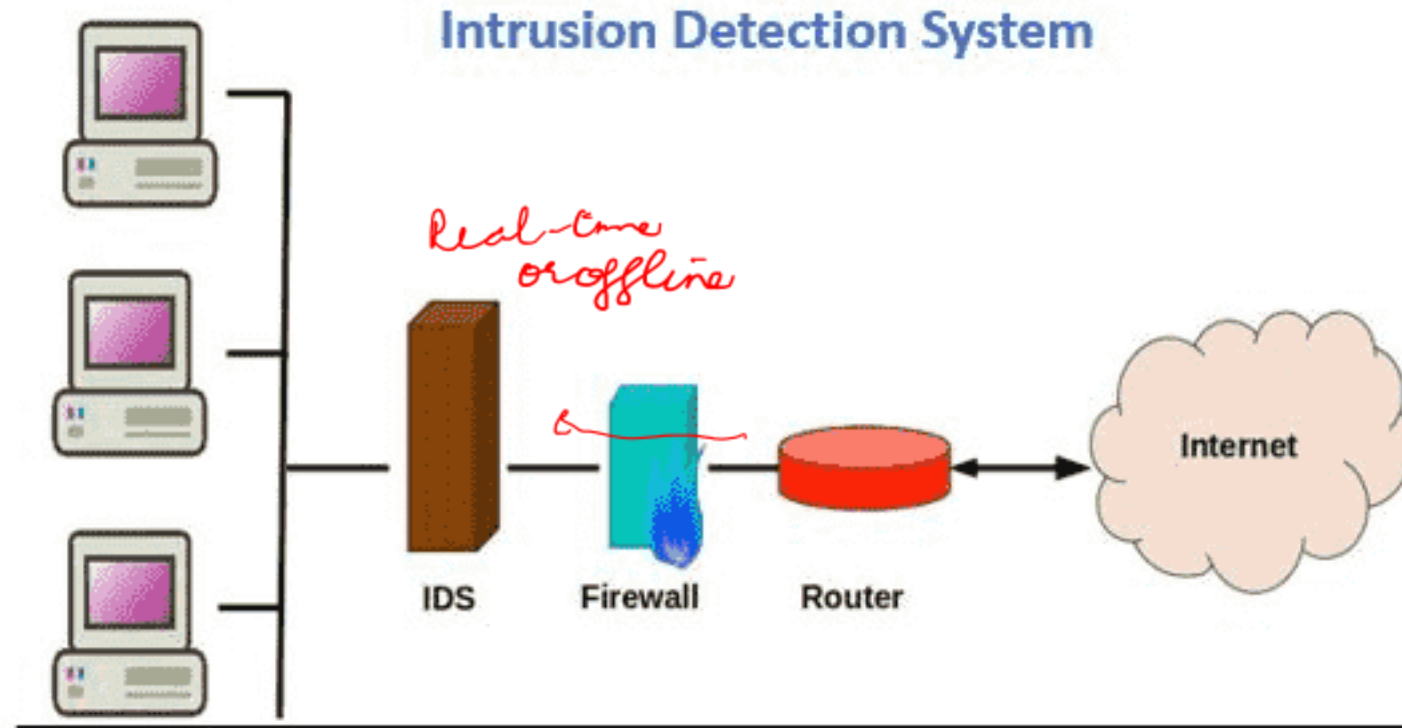 Intrusion Detection System
Real-time
or offline
Internet
IDS
Firewall
Router